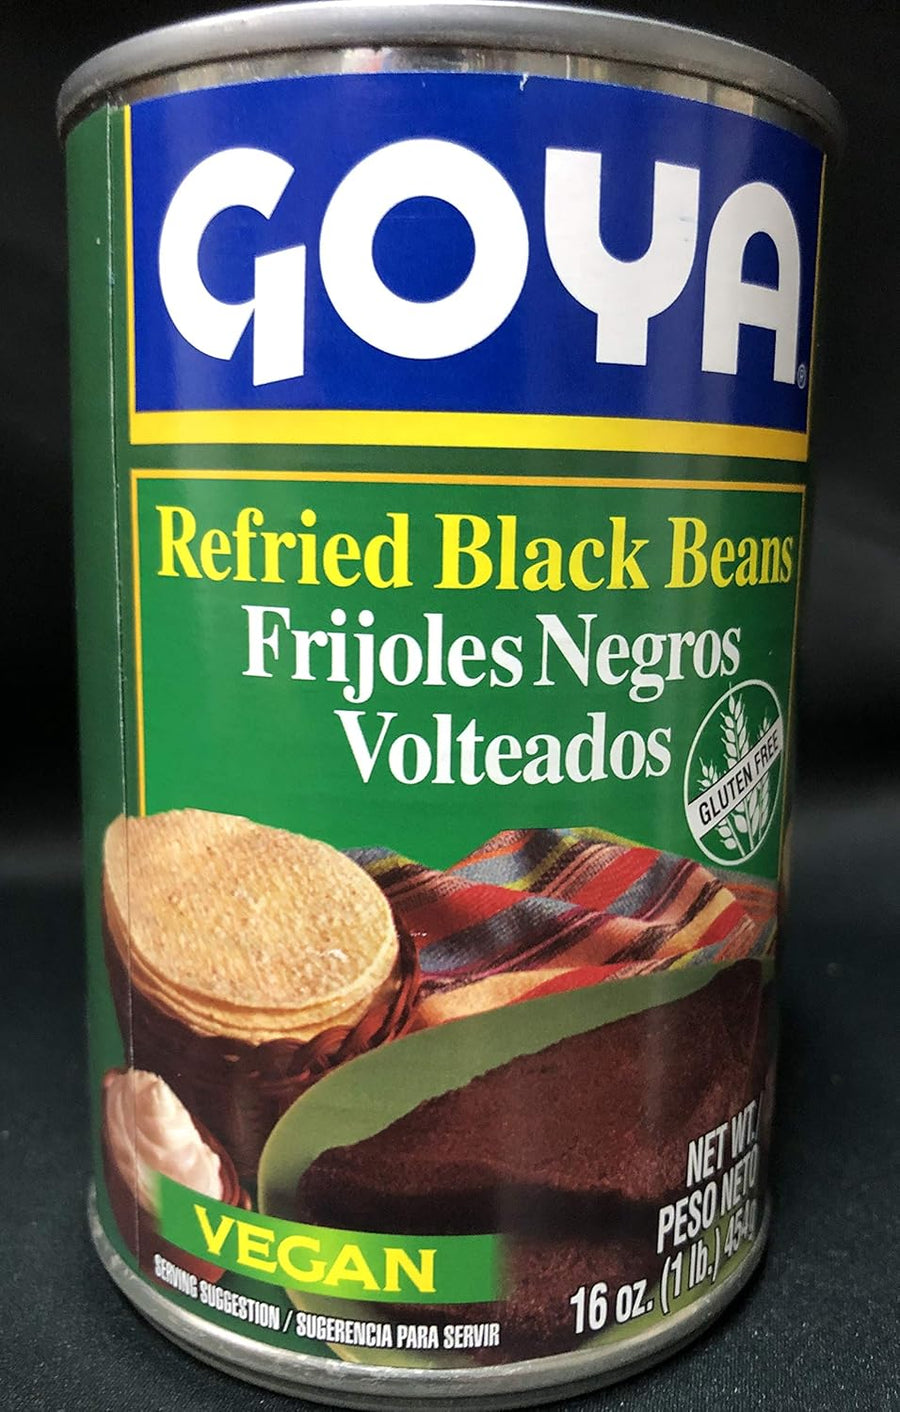 GOYA®
Refried Black Beans
Frijoles Negros
Volteados
GLUTEN FREE
NET WT./
PESO NETO
16 oz. (1 lb.) 454g
VEGAN
SERVING SUGGESTION / SUGERENCIA PARA SERVIR